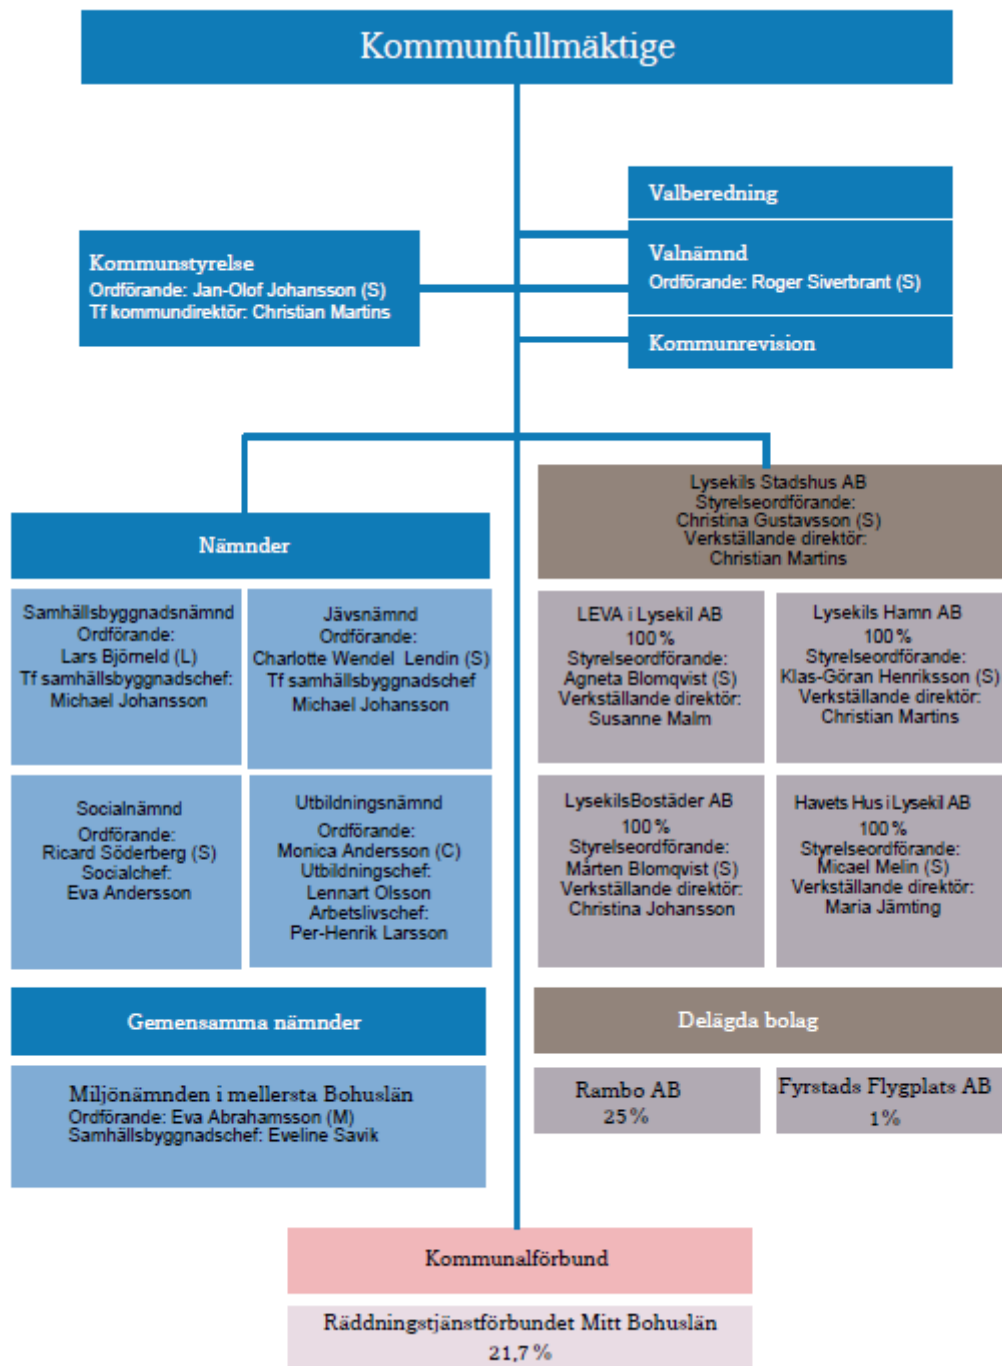 Kommunfullmäktige
Valberedning
Valnämnd
Ordförande: Roger Siverbrant (S)
Kommunrevision
Kommunstyrelse
Ordförande: Jan-Olof Johansson (S)
Tf kommundirektör: Christian Martins
Nämnder
Samhällsbyggnadsnämnd
Ordförande:
Lars Björneld (L)
Tf samhällsbyggnadschef:
Michael Johansson
Jävsnämnd
Ordförande:
Charlotte Wendel Lendin (S)
Tf samhällsbyggnadschef
Michael Johansson
Socialnämnd
Ordförande:
Ricard Söderberg (S)
Socialchef:
Eva Andersson
Utbildningsnämnd
Ordförande:
Monica Andersson (C)
Utbildningschef:
Lennart Olsson
Arbetslivschef:
Per-Henrik Larsson
Gemensamma nämnder
Miljönämnden i mellersta Bohuslän
Ordförande: Eva Abrahamsson (M)
Samhällsbyggnadschef: Eveline Savik
Lysekils Stadshus AB
Styrelseordförande:
Christina Gustavsson (S)
Verkställande direktör:
Christian Martins
LEVA i Lysekil AB
100 %
Styrelseordförande:
Agneta Blomqvist (S)
Verkställande direktör:
Susanne Malm
Lysekils Hamn AB
100 %
Styrelseordförande:
Klas-Göran Henriksson (S)
Verkställande direktör:
Christian Martins
LysekilsBostäder AB
100 %
Styrelseordförande:
Mårten Blomqvist (S)
Verkställande direktör:
Christina Johansson
Havets Hus i Lysekil AB
100 %
Styrelseordförande:
Micael Melin (S)
Verkställande direktör:
Maria Jämting
Delägda bolag
Rambo AB
25%
Fyrstads Flygplats AB
1%
Kommunalförbund
Räddningstjänstförbundet Mitt Bohuslän
21,7 %